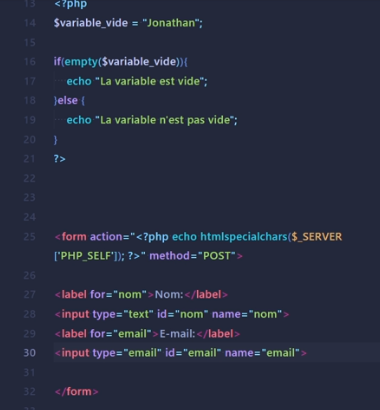 13 <?php
14 $variable_vide = "Jonathan";
15
16 if(empty($variable_vide)){
17 echo "La variable est vide";
18 }else {
19 echo "La variable n'est pas vide";
20 }
21 ?>
22
23
24
25 <form action="<?php echo htmlspecialchars($_SERVER
['PHP_SELF']); ?>" method="POST">
26
27 <label for="nom">Nom:</label>
28 <input type="text" id="nom" name="nom">
29 <label for="email">E-mail:</label>
30 <input type="email" id="email" name="email">
31
32 </form>